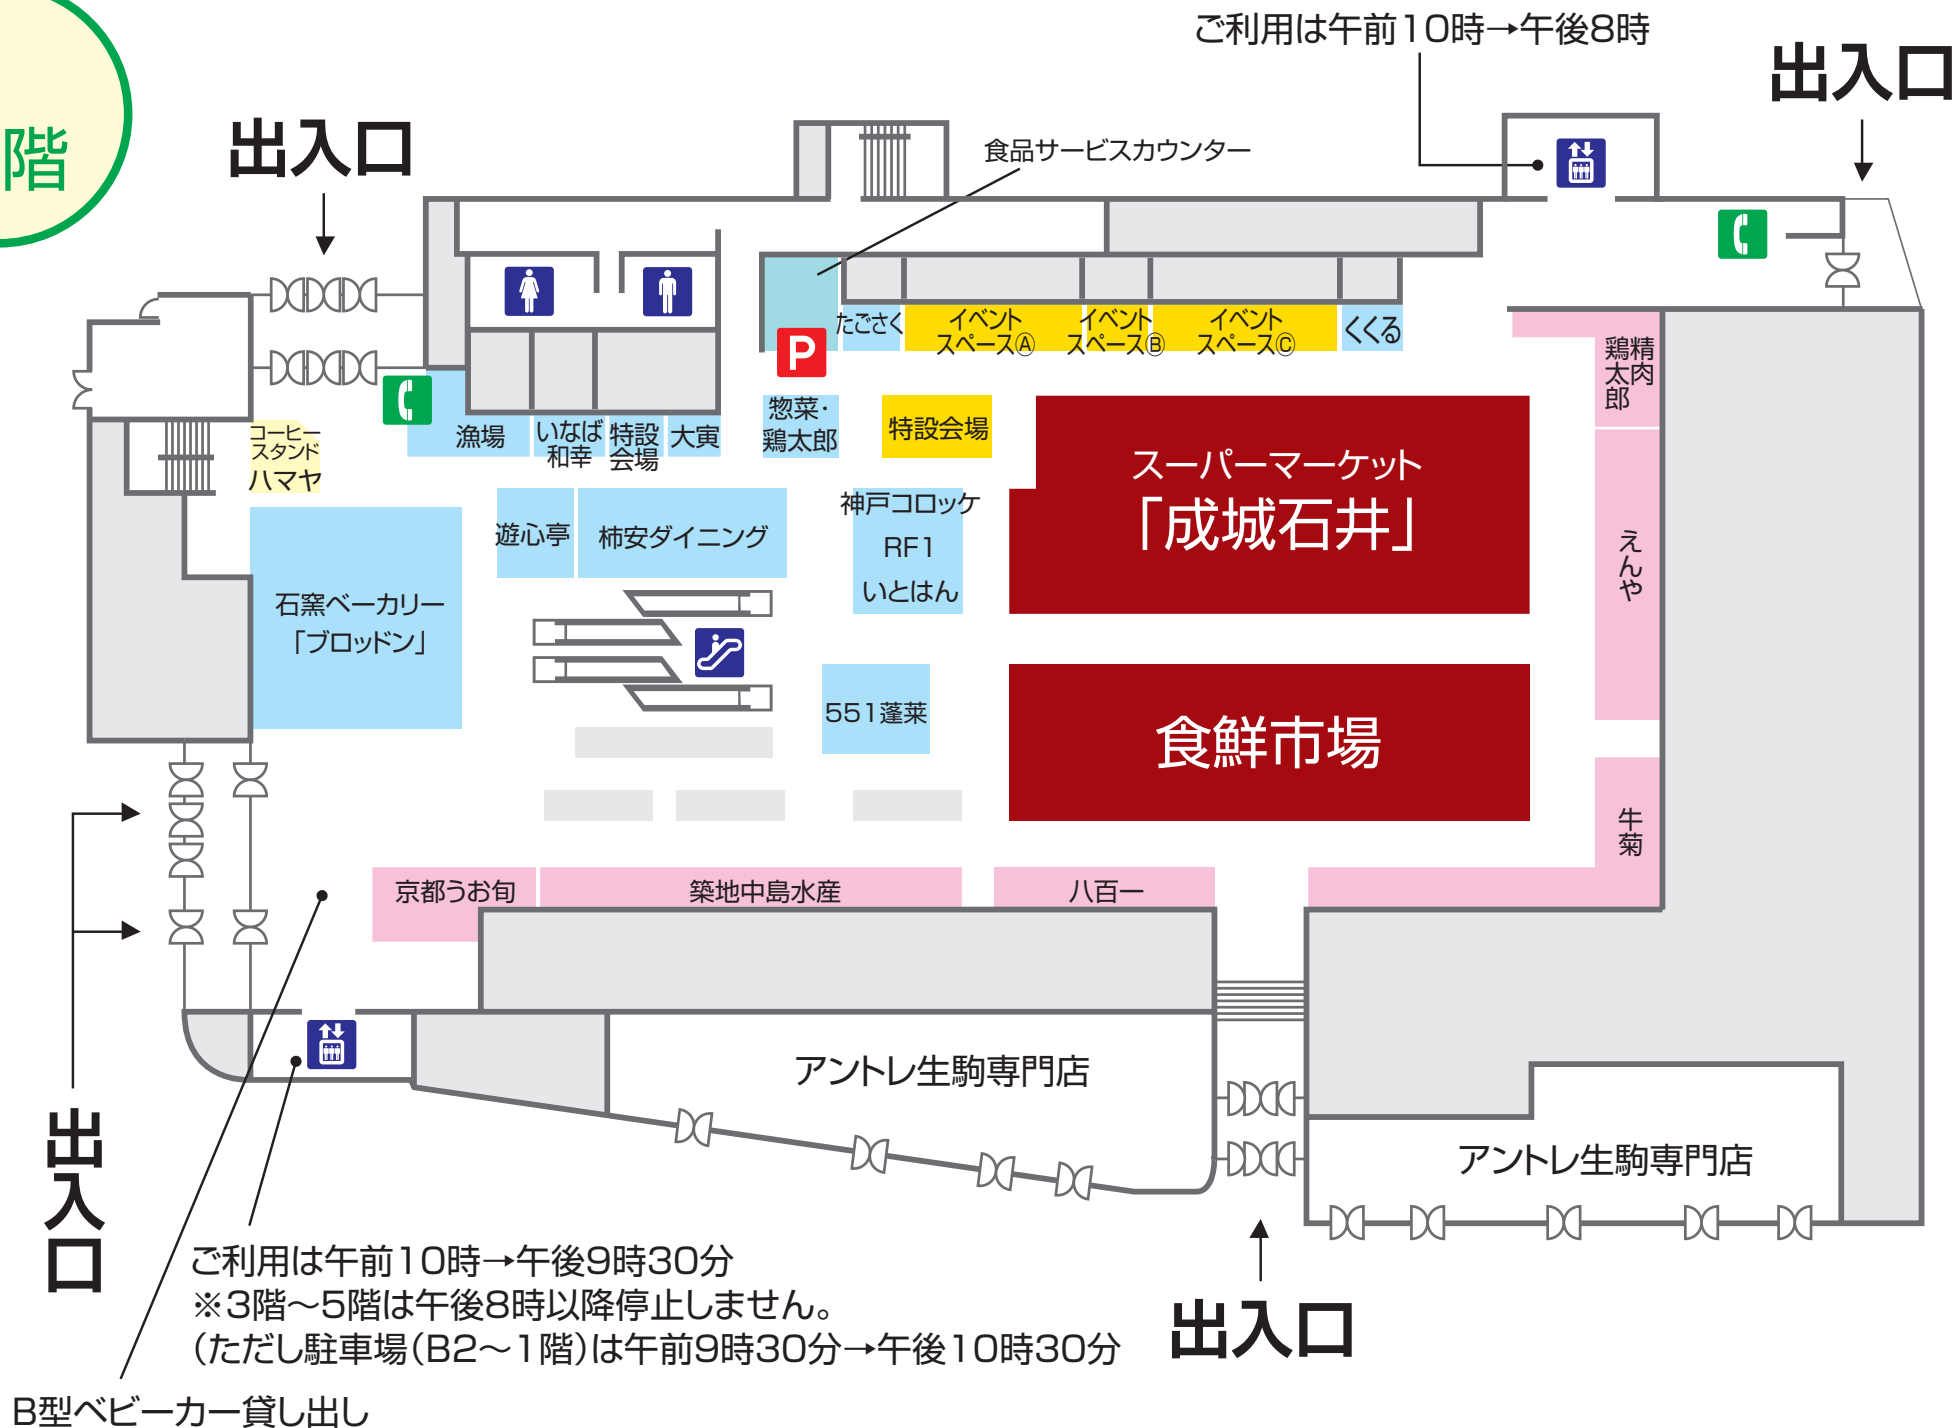 階
ご利用は午前10時→午後8時
出入口
出入口
食品サービスカウンター
P
たごさく
イベント
スペースⒶ
イベント
スペースⒷ
イベント
スペースⒸ
くくる
精肉
鶏太郎
漁場
いなば
和幸
特設
会場
大寅
惣菜・
鶏太郎
特設会場
コーヒー
スタンド
ハマヤ
スーパーマーケット
「成城石井」
遊心亭
柿安ダイニング
神戸コロッケ
RF1
いとはん
えんや
石窯ベーカリー
「ブロッドン」
551蓬莱
食鮮市場
牛菊
京都うお旬
築地中島水産
八百一
アントレ生駒専門店
アントレ生駒専門店
出入口
ご利用は午前10時→午後9時30分
※3階～5階は午後8時以降停止しません。
（ただし駐車場（B2～1階）は午前9時30分→午後10時30分
出入口
B型ベビーカー貸し出し